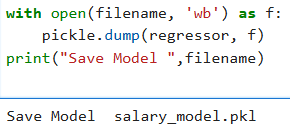 with open(filename, 'wb') as f:
    pickle.dump(regressor, f)
print("Save Model ",filename)
Save Model  salary_model.pkl